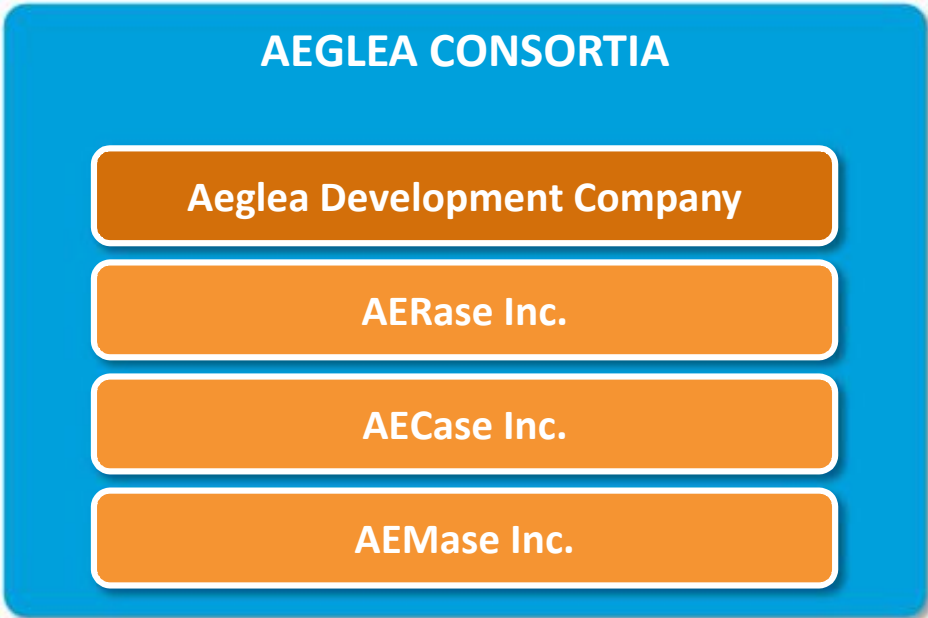 AEGLEA CONSORTIA
Aeglea Development Company
AERase Inc.
AECase Inc.
AEMase Inc.